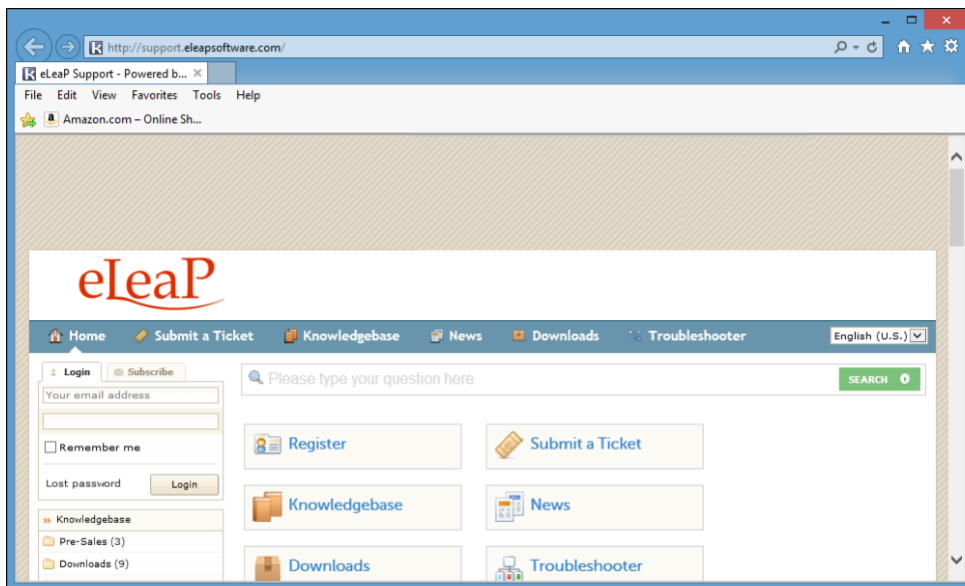 http://support.eleapsoftware.com/
eLeaP Support - Powered b...
File Edit View Favorites Tools Help
Amazon.com – Online Sh...
eLeaP
Home Submit a Ticket Knowledgebase News Downloads Troubleshooter English (U.S.)
Login Subscribe
Please type your question here SEARCH
Your email address
Remember me
Lost password Login
Register Submit a Ticket
Knowledgebase News
Downloads Troubleshooter
Knowledgebase
Pre-Sales (3)
Downloads (9)